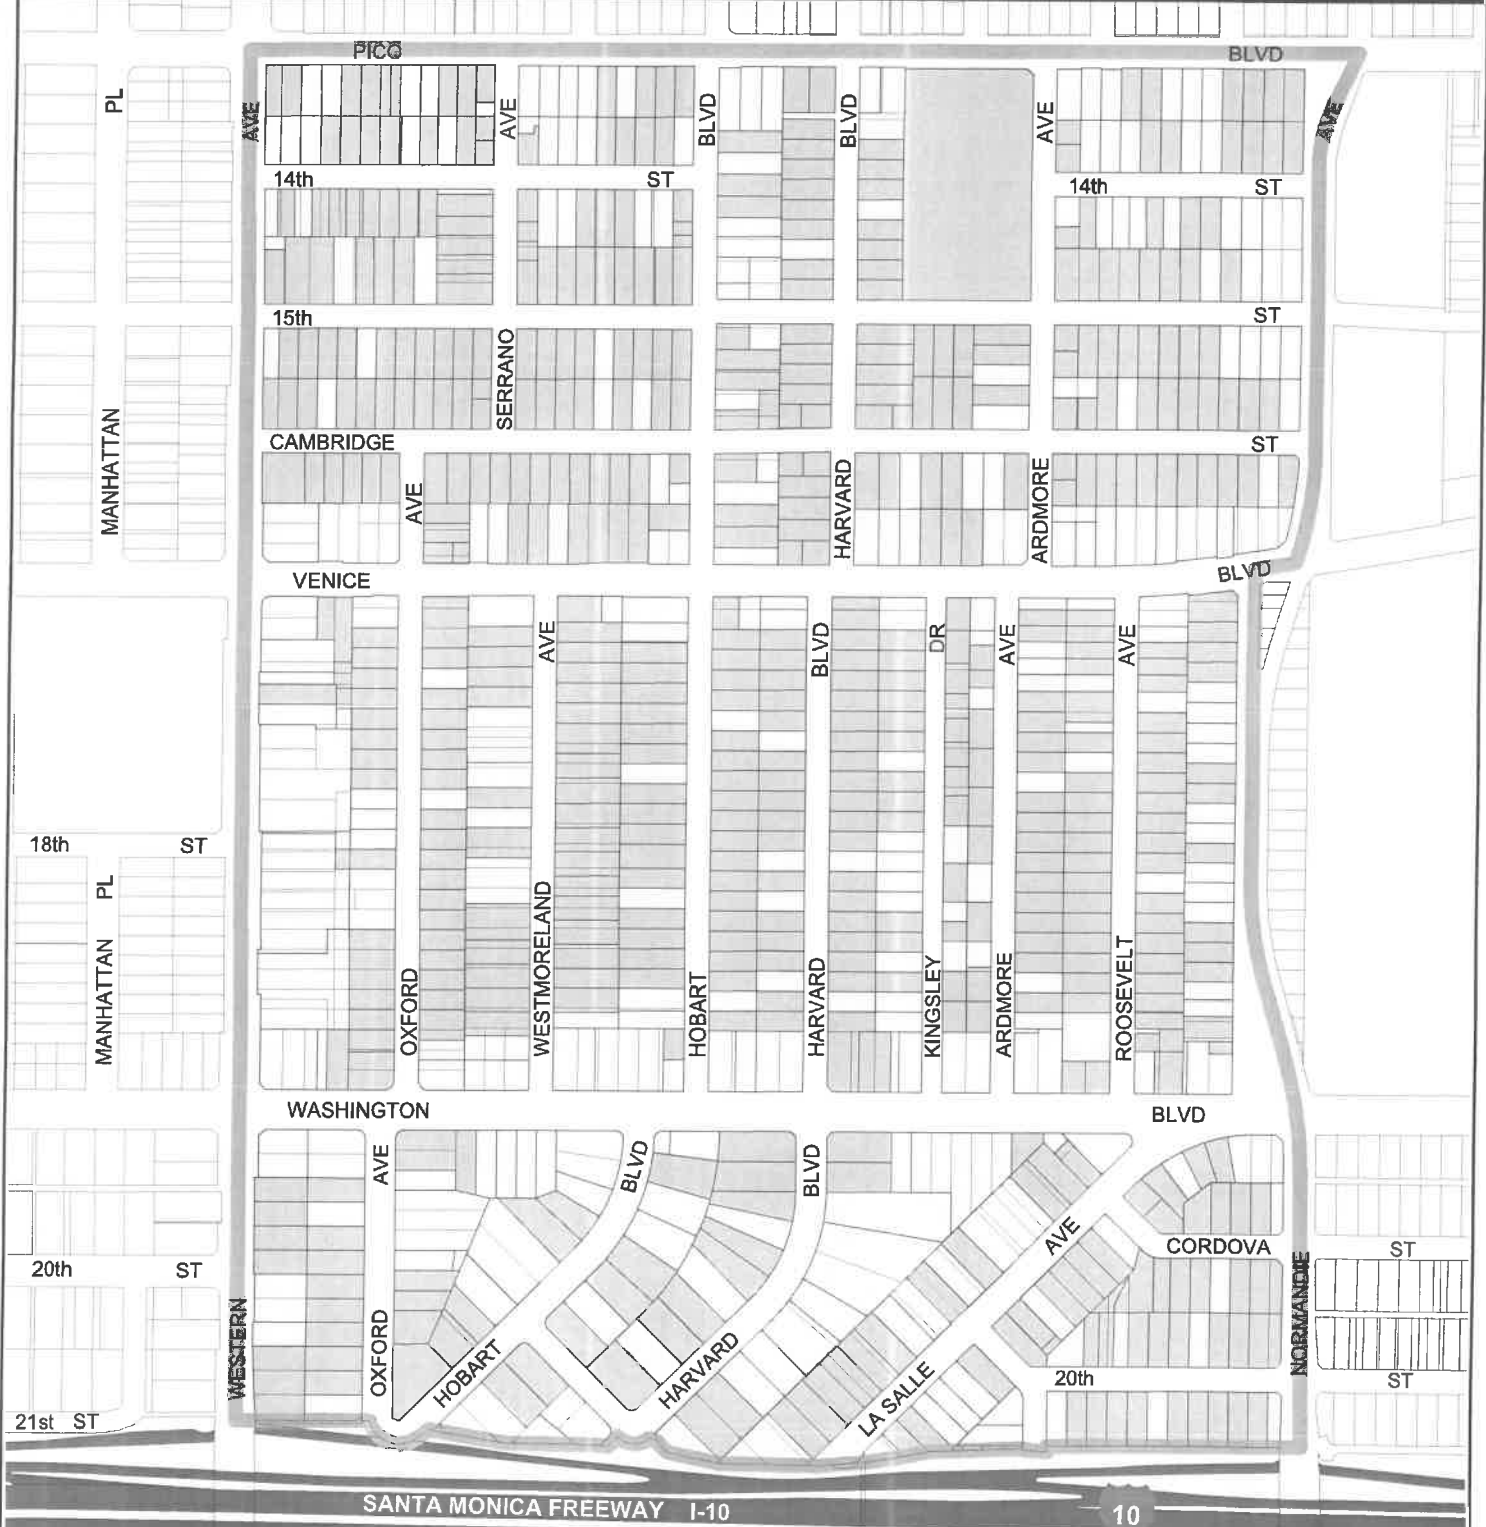 PICO
BLVD
PL
AVE
AVE
BLVD
BLVD
AVE
AVE
14th
ST
14th
ST
15th
ST
SERRANO
MANHATTAN
CAMBRIDGE
ST
AVE
HARVARD
ARDMORE
VENICE
BLVD
AVE
BLVD
DR
AVE
AVE
18th
ST
PL
MANHATTAN
OXFORD
WESTMORELAND
HOBART
HARVARD
KINGSLEY
ARDMORE
ROOSEVELT
WASHINGTON
BLVD
AVE
BLVD
BLVD
AVE
CORDOVA
ST
20th
ST
WESTERN
OXFORD
HOBART
HARVARD
LA SALLE
NORMANDIE
20th
ST
21st ST
SANTA MONICA FREEWAY I-10
10